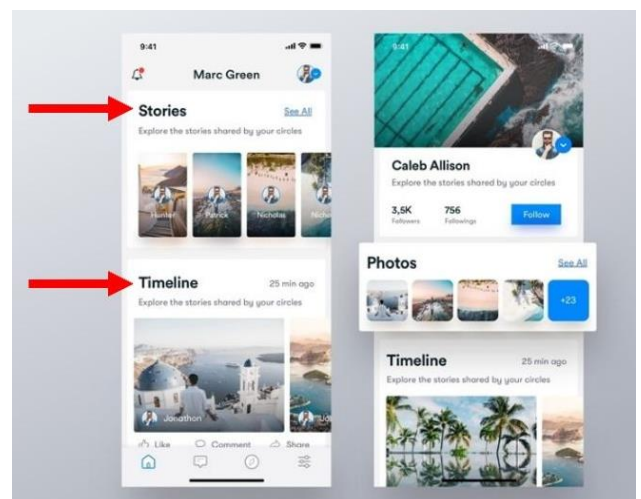 9:41
Marc Green
Stories
See All
Explore the stories shared by your circles
Hunter
Patrick
Nicholas
Timeline
25 min ago
Explore the stories shared by your circles
Jonathon
Like
Comment
Share
9:41
Caleb Allison
Explore the stories shared by your circles
3,5K
756
Followers
Followings
Follow
Photos
See All
+23
Timeline
25 min ago
Explore the stories shared by your circles